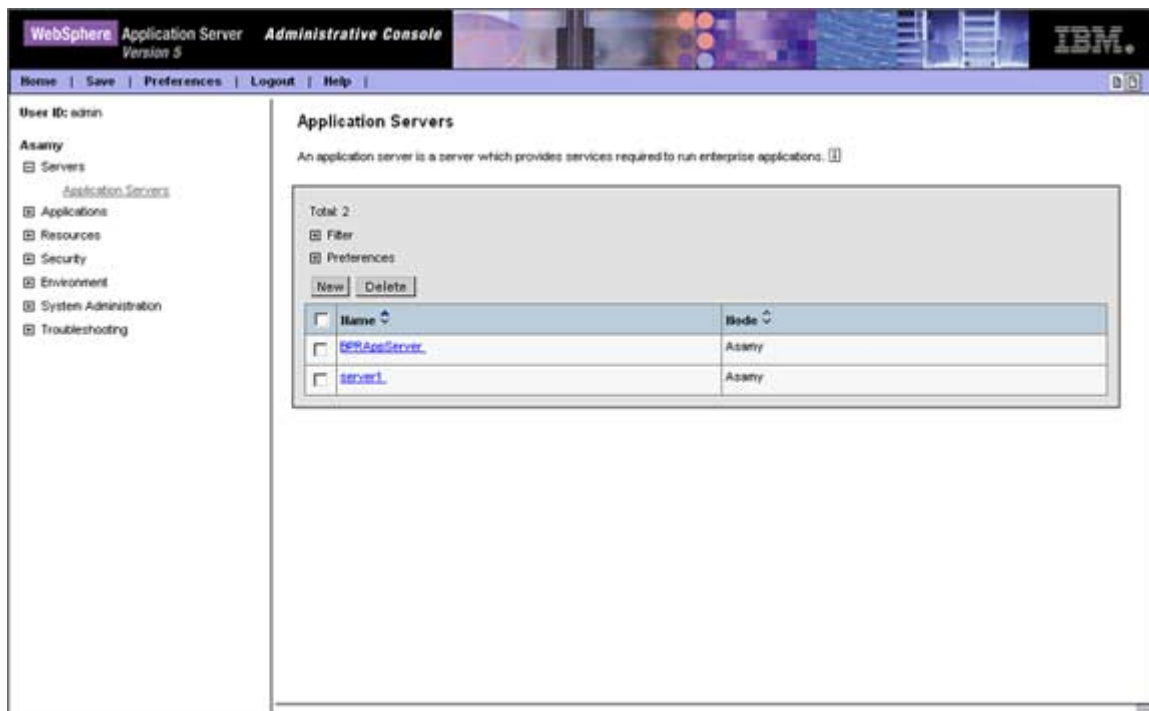 WebSphere Application Server Administrative Console
Version 5
IBM.
Home | Save | Preferences | Logout | Help |
User ID: admin
Asamy
Servers
Application Servers
Applications
Resources
Security
Environment
System Administration
Troubleshooting
Application Servers
An application server is a server which provides services required to run enterprise applications.
Total: 2
Filter
Preferences
New Delete
Name Node
BPRAppServer Asamy
server1 Asamy